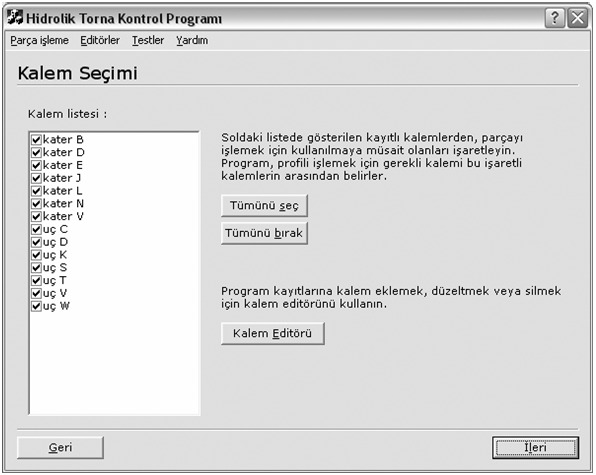 Hidrolik Torna Kontrol Programı
Parça işleme Editörler Testler Yardım
Kalem Seçimi
Kalem listesi :
kater B
kater D
kater E
kater J
kater L
kater N
kater V
uç C
uç D
uç K
uç S
uç T
uç V
uç W
Soldaki listede gösterilen kayıtlı kalemlerden, parçayı
işlemek için kullanılmaya müsait olanları işaretleyin.
Program, profili işlemek için gerekli kalemi bu işaretli
kalemlerin arasından belirler.
Tümünü seç
Tümünü bırak
Program kayıtlarına kalem eklemek, düzeltmek veya silmek
için kalem editörünü kullanın.
Kalem Editörü
Geri
İleri